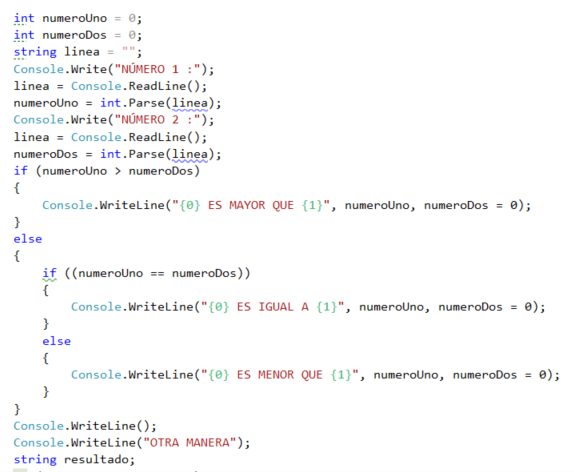 int numeroUno = 0;
int numeroDos = 0;
string linea = "";
Console.Write("NÚMERO 1 :");
linea = Console.ReadLine();
numeroUno = int.Parse(linea);
Console.Write("NÚMERO 2 :");
linea = Console.ReadLine();
numeroDos = int.Parse(linea);
if (numeroUno > numeroDos)
{
    Console.WriteLine("{0} ES MAYOR QUE {1}", numeroUno, numeroDos = 0);
}
else
{
    if ((numeroUno == numeroDos))
    {
        Console.WriteLine("{0} ES IGUAL A {1}", numeroUno, numeroDos = 0);
    }
    else
    {
        Console.WriteLine("{0} ES MENOR QUE {1}", numeroUno, numeroDos = 0);
    }
}
Console.WriteLine();
Console.WriteLine("OTRA MANERA");
string resultado;